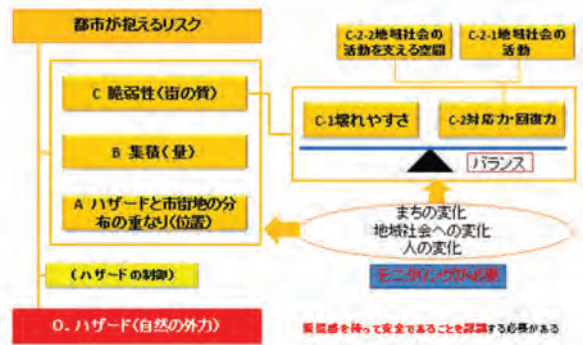 都市が抱えるリスク
C 脆弱性(街の質)
B 集積(量)
A ハザードと市街地の分
布の重なり(位置)
(ハザードの制御)
O. ハザード(自然の外力)
C-2-2地域社会の
活動を支える空間
C-2-1地域社会の
活動
C-1壊れやすさ
C-2対応力・回復力
バランス
まちの変化
地域社会への変化
人の変化
モニタリングが必要
緊張感を持って安全であることを認識する必要がある